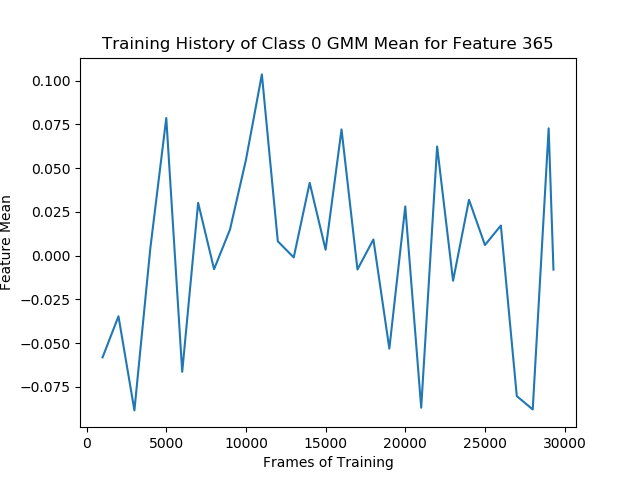 Training History of Class 0 GMM Mean for Feature 365
0.100
0.075
0.050
0.025
0.000
−0.025
−0.050
−0.075
Feature Mean
0 5000 10000 15000 20000 25000 30000
Frames of Training